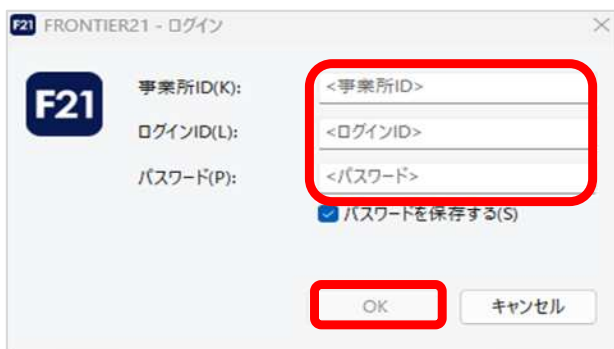 F21 FRONTIER21 - ログイン
F21
事業所ID(K): <事業所ID>
ログインID(L): <ログインID>
パスワード(P): <パスワード>
パスワードを保存する(S)
OK キャンセル